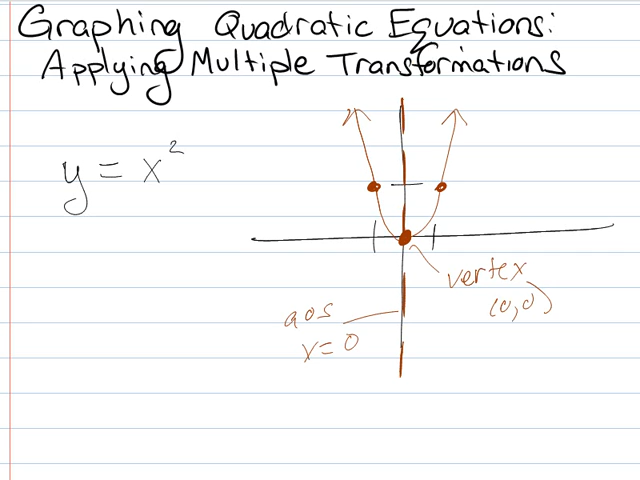 Graphing Quadratic Equations:
Applying Multiple Transformations
y = x²
vertex
(0,0)
aos
x=0